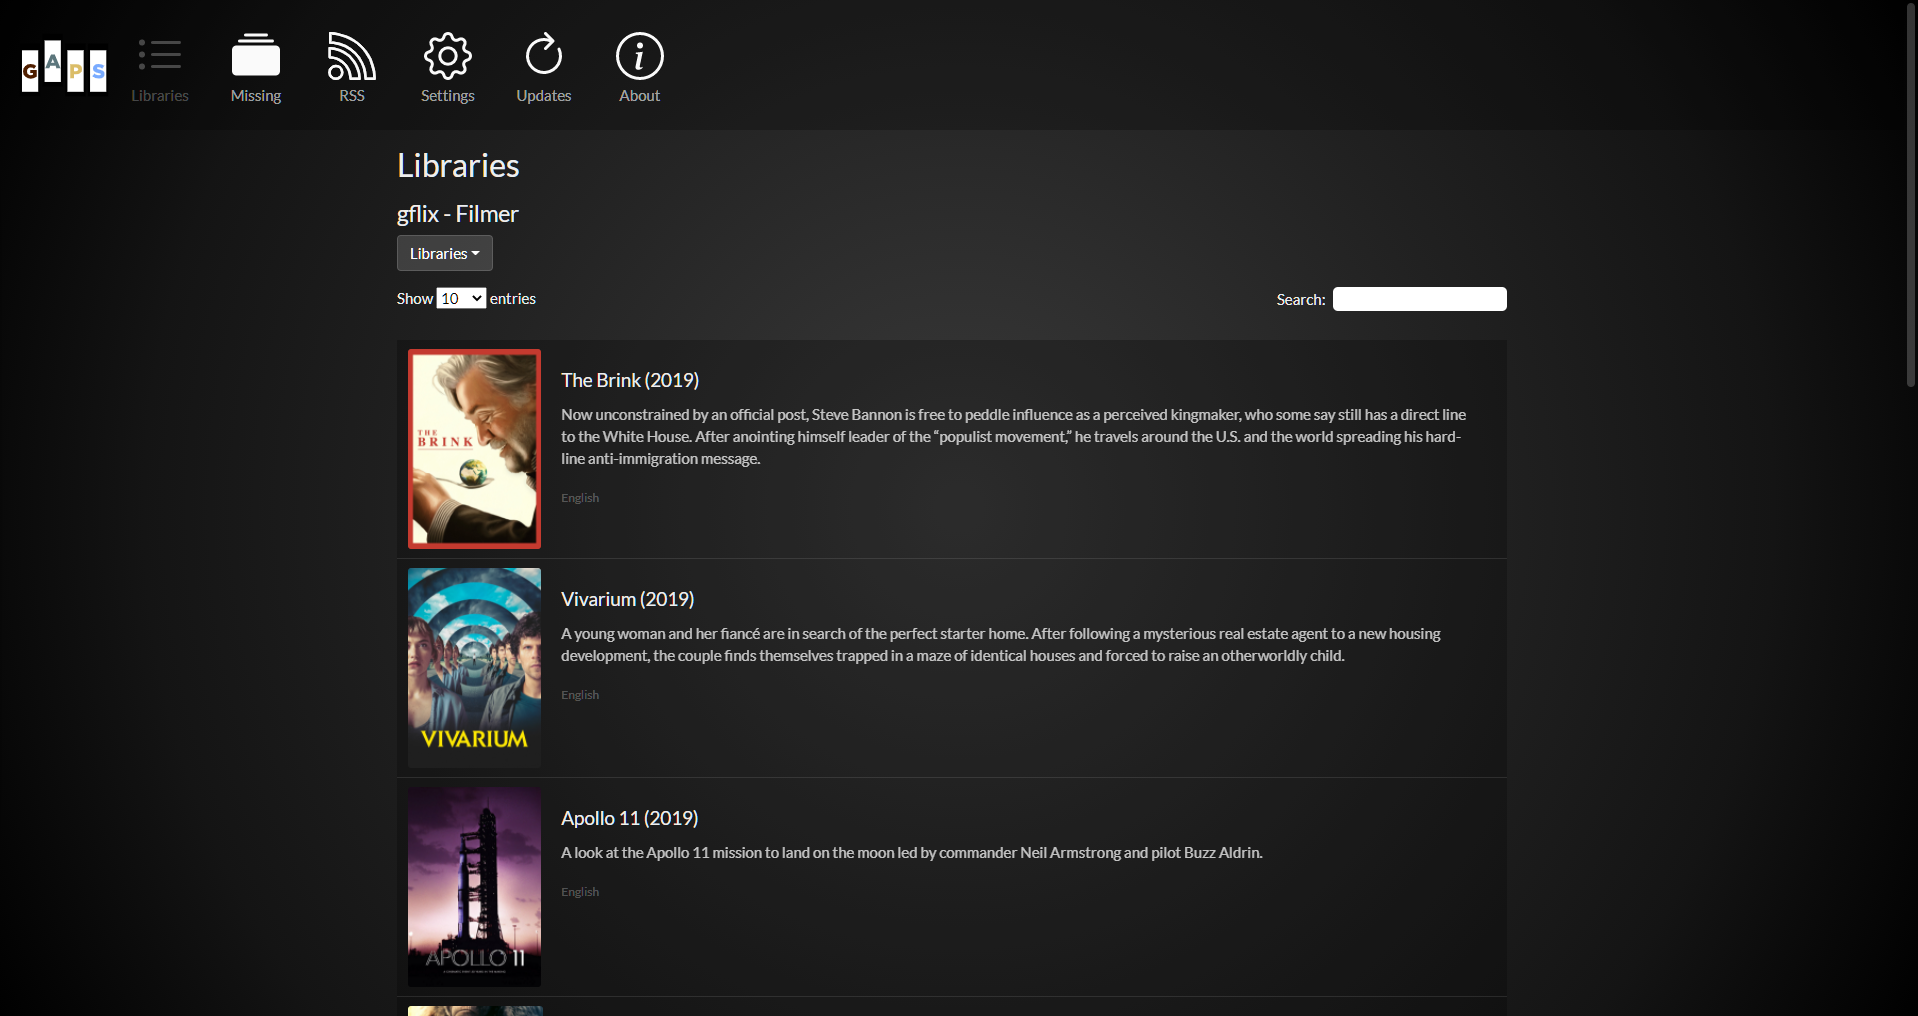 GAPS
Libraries
Missing
RSS
Settings
Updates
About
Libraries
gflix - Filmer
Libraries
Show 10 entries
Search:
THE
BRINK
The Brink (2019)
Now unconstrained by an official post, Steve Bannon is free to peddle influence as a perceived kingmaker, who some say still has a direct line
to the White House. After anointing himself leader of the “populist movement,” he travels around the U.S. and the world spreading his hard-
line anti-immigration message.
English
VIVARIUM
Vivarium (2019)
A young woman and her fiancé are in search of the perfect starter home. After following a mysterious real estate agent to a new housing
development, the couple finds themselves trapped in a maze of identical houses and forced to raise an otherworldly child.
English
APOLLO 11
Apollo 11 (2019)
A look at the Apollo 11 mission to land on the moon led by commander Neil Armstrong and pilot Buzz Aldrin.
English